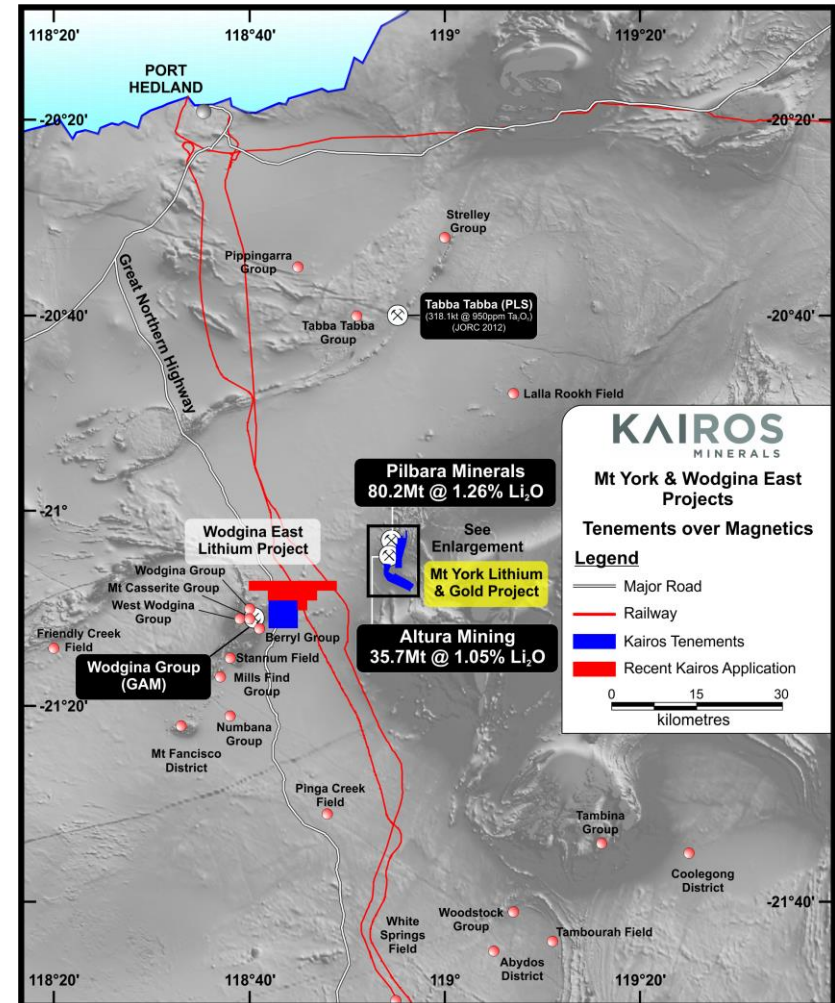 118°20'
118°40'
119°
119°20'
PORT
HEDLAND
-20°20'
-20°20'
Strelley
Group
Pippingarra
Group
Great Northern Highway
Tabba Tabba (PLS)
(318.1kt @ 950ppm Ta₂O₅)
(JORC 2012)
-20°40'
-20°40'
Tabba Tabba
Group
Lalla Rookh Field
KAIROS
MINERALS
Mt York & Wodgina East
Projects
Tenements over Magnetics
Legend
Major Road
Railway
Kairos Tenements
Recent Kairos Application
0 15 30
kilometres
Pilbara Minerals
80.2Mt @ 1.26% Li₂O
-21°
Wodgina East
Lithium Project
See
Enlargement
Mt York Lithium
& Gold Project
Wodgina Group
Mt Casserite Group
West Wodgina
Group
Friendly Creek
Field
Berryl Group
Altura Mining
35.7Mt @ 1.05% Li₂O
Wodgina Group
(GAM)
Stannum Field
Mills Find
Group
-21°20'
-21°20'
Numbana
Group
Mt Fancisco
District
Pinga Creek
Field
Tambina
Group
Coolegong
District
-21°40'
-21°40'
White
Springs
Field
Woodstock
Group
Tambourah Field
Abydos
District
118°20'
118°40'
119°
119°20'